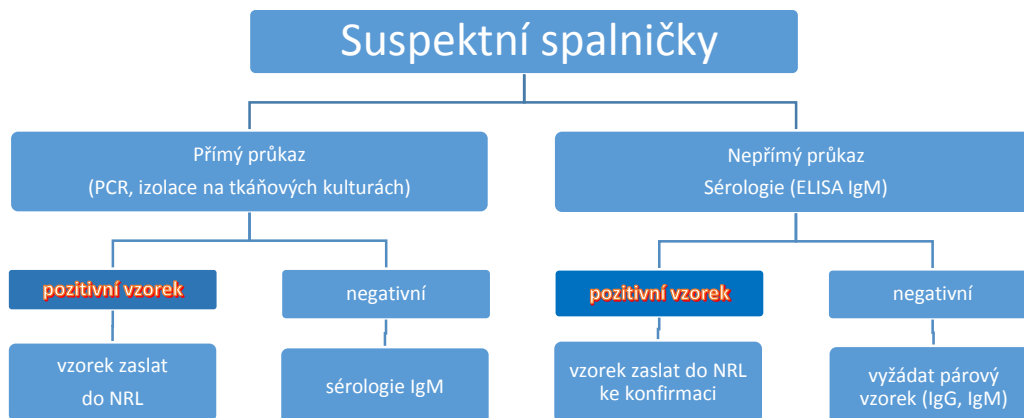 Suspektní spalničky
Přímý průkaz
(PCR, izolace na tkáňových kulturách)
Nepřímý průkaz
Sérologie (ELISA IgM)
pozitivní vzorek
negativní
pozitivní vzorek
negativní
vzorek zaslat
do NRL
sérologie IgM
vzorek zaslat do NRL
ke konfirmaci
vyžádat párový
vzorek (IgG, IgM)